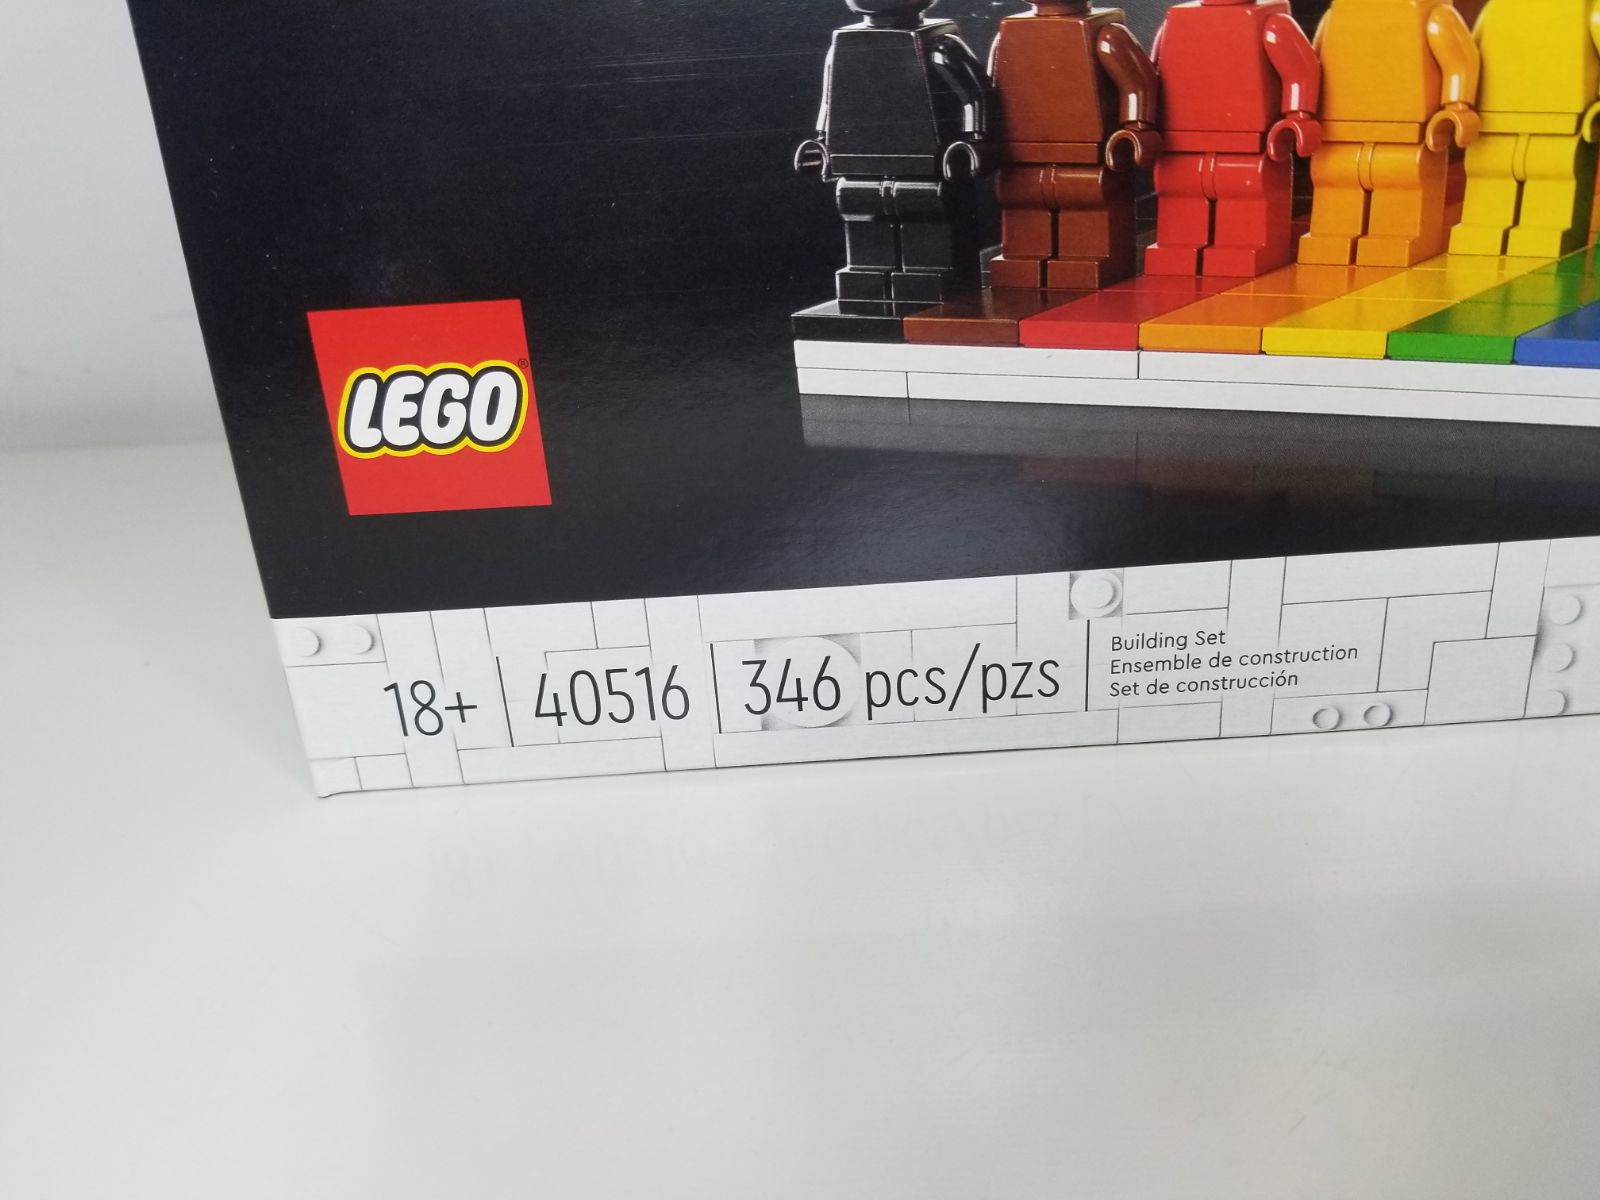 LEGO®
18+ | 40516 | 346 pcs/pzs
Building Set
Ensemble de construction
Set de construcción